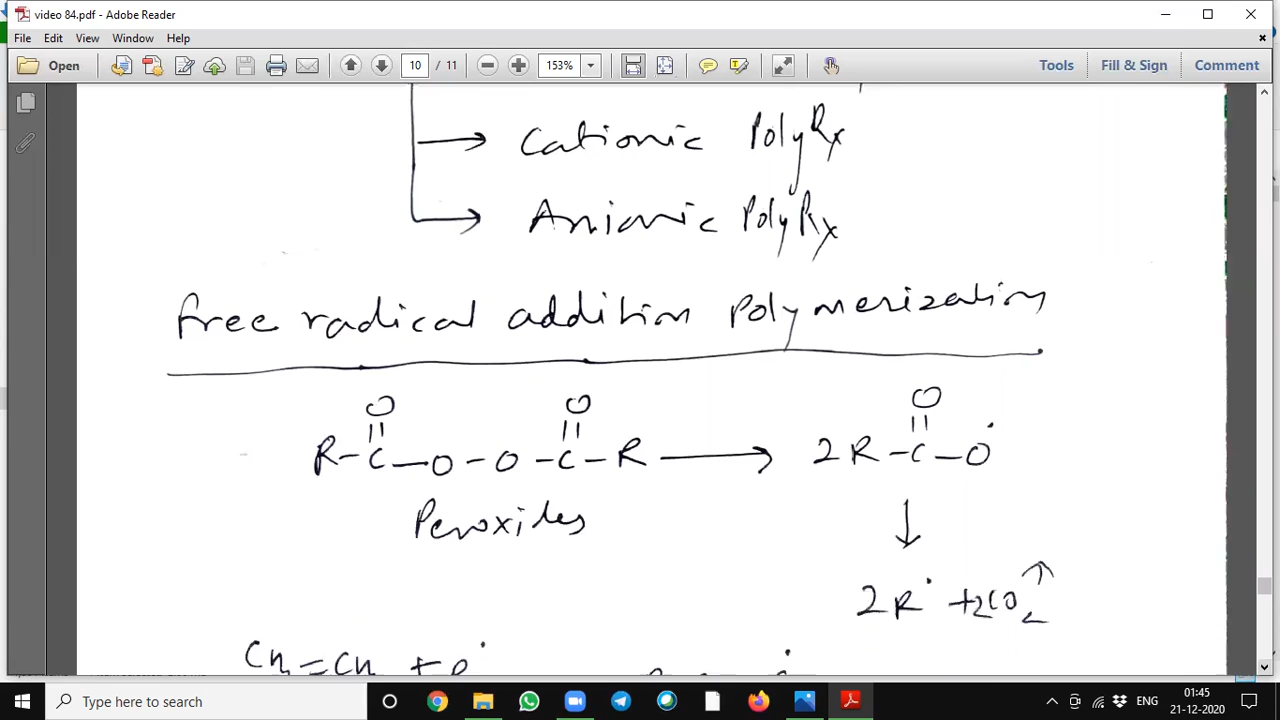 video 84.pdf - Adobe Reader
File Edit View Window Help
Open 10 / 11 153% Tools Fill & Sign Comment
Cationic PolyRx
Anionic PolyRx
free radical addition Polymerization
R-C-O-O-C-R → 2R-C-O•
O O O
Peroxides
2R• + 2CO2 ↑
CH2=CH + R•
Type here to search
ENG 01:45
21-12-2020